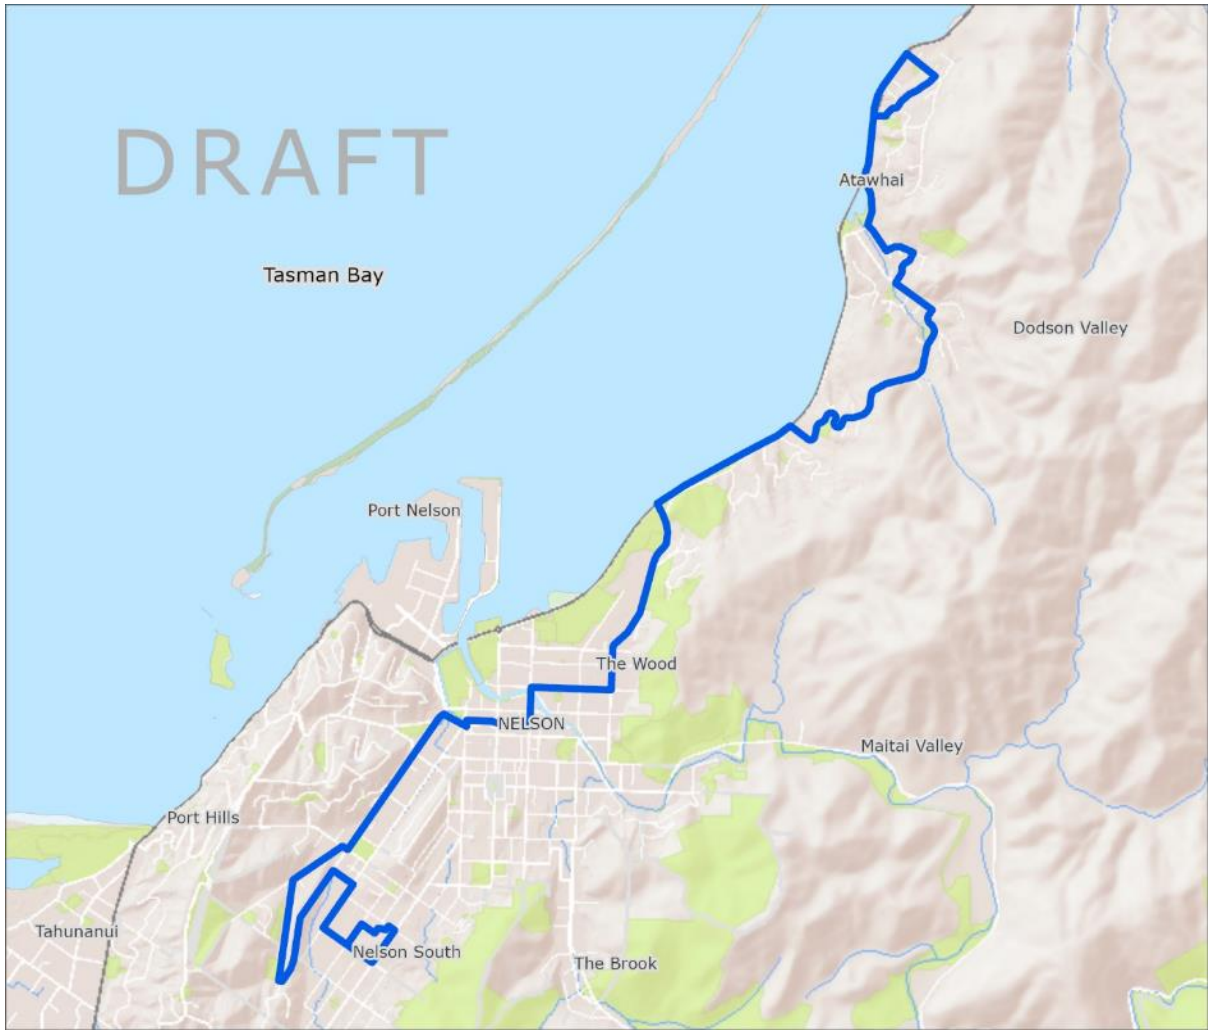 DRAFT
Atawhai
Tasman Bay
Dodson Valley
Port Nelson
The Wood
NELSON
Maitai Valley
Port Hills
Tahunanui
Nelson South
The Brook